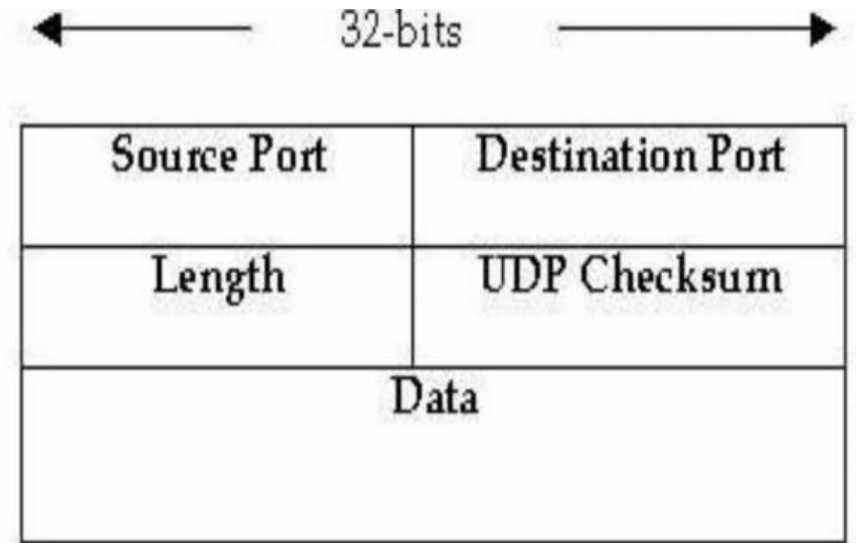 32-bits
Source Port Destination Port
Length UDP Checksum
Data